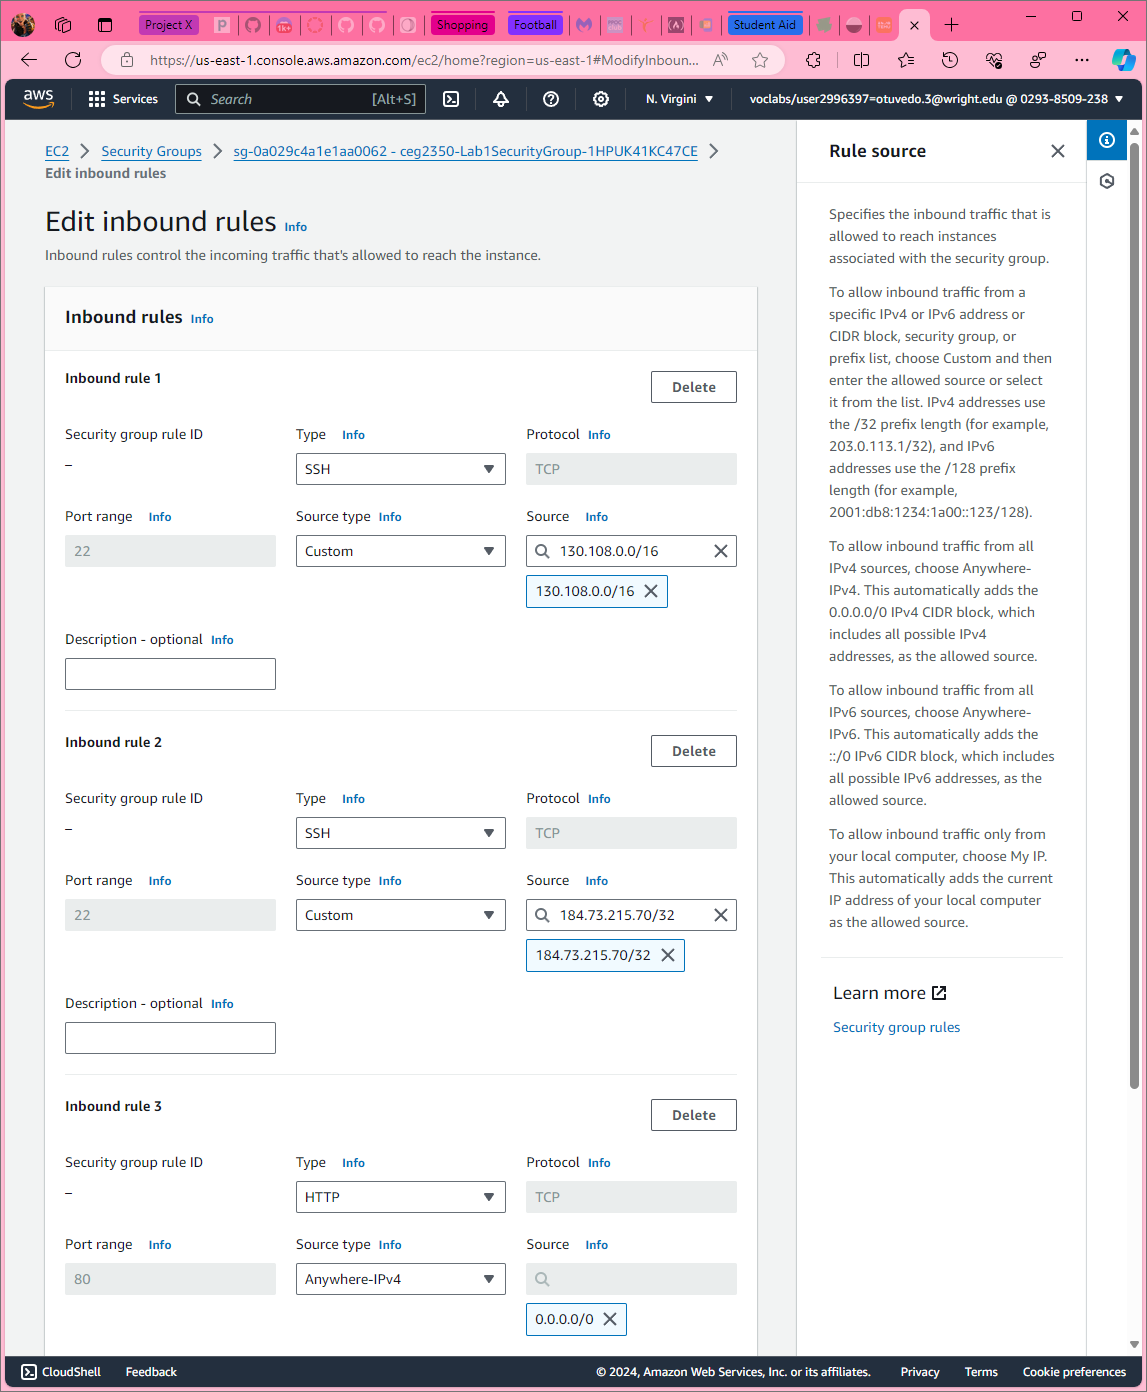 Project X
Shopping
Football
Student Aid
https://us-east-1.console.aws.amazon.com/ec2/home?region=us-east-1#ModifyInboun...
aws
Services
Search
[Alt+S]
N. Virgini
voclabs/user2996397=otuvedo.3@wright.edu @ 0293-8509-238
EC2
Security Groups
sg-0a029c4a1e1aa0062 - ceg2350-Lab1SecurityGroup-1HPUK41KC47CE
Edit inbound rules
Edit inbound rules Info
Inbound rules control the incoming traffic that's allowed to reach the instance.
Inbound rules Info
Inbound rule 1
Delete
Security group rule ID
Type Info
Protocol Info
–
SSH
TCP
Port range Info
Source type Info
Source Info
22
Custom
130.108.0.0/16
130.108.0.0/16
Description - optional Info
Inbound rule 2
Delete
Security group rule ID
Type Info
Protocol Info
–
SSH
TCP
Port range Info
Source type Info
Source Info
22
Custom
184.73.215.70/32
184.73.215.70/32
Description - optional Info
Inbound rule 3
Delete
Security group rule ID
Type Info
Protocol Info
–
HTTP
TCP
Port range Info
Source type Info
Source Info
80
Anywhere-IPv4
0.0.0.0/0
Rule source
Specifies the inbound traffic that is
allowed to reach instances
associated with the security group.
To allow inbound traffic from a
specific IPv4 or IPv6 address or
CIDR block, security group, or
prefix list, choose Custom and then
enter the allowed source or select
it from the list. IPv4 addresses use
the /32 prefix length (for example,
203.0.113.1/32), and IPv6
addresses use the /128 prefix
length (for example,
2001:db8:1234:1a00::123/128).
To allow inbound traffic from all
IPv4 sources, choose Anywhere-
IPv4. This automatically adds the
0.0.0.0/0 IPv4 CIDR block, which
includes all possible IPv4
addresses, as the allowed source.
To allow inbound traffic from all
IPv6 sources, choose Anywhere-
IPv6. This automatically adds the
::/0 IPv6 CIDR block, which includes
all possible IPv6 addresses, as the
allowed source.
To allow inbound traffic only from
your local computer, choose My IP.
This automatically adds the current
IP address of your local computer
as the allowed source.
Learn more
Security group rules
CloudShell
Feedback
© 2024, Amazon Web Services, Inc. or its affiliates.
Privacy
Terms
Cookie preferences